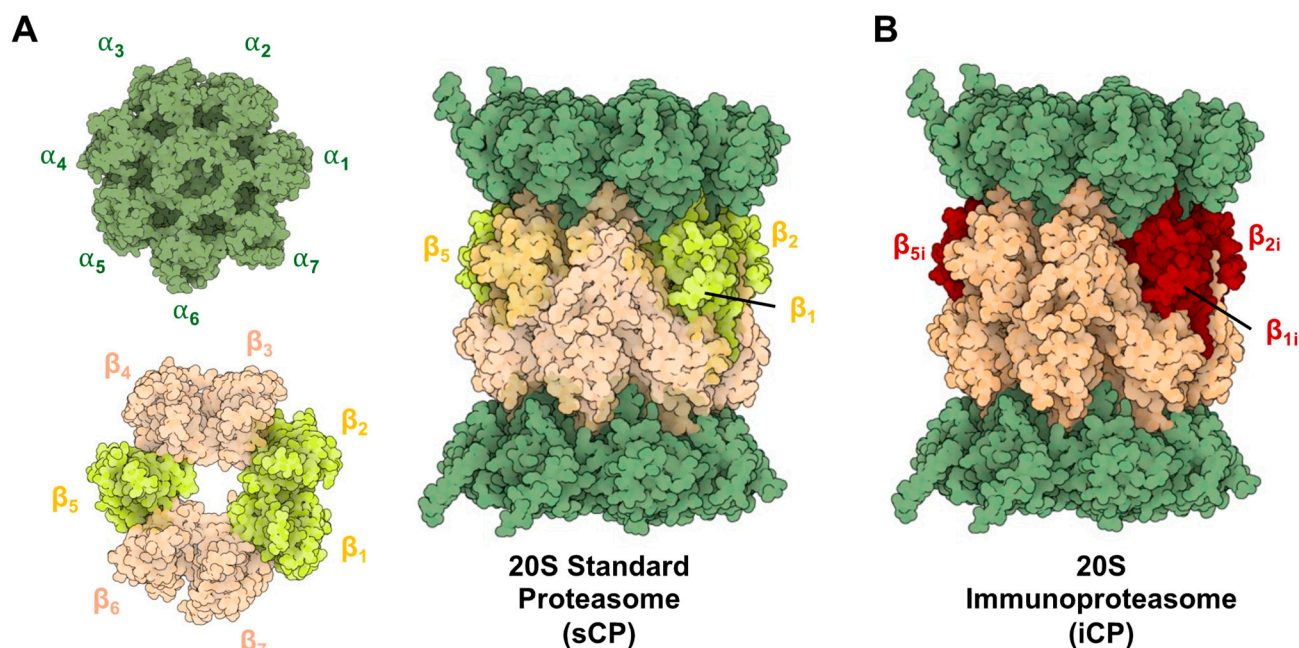 A
α₃
α₂
α₄
α₁
α₅
α₇
α₆
β₃
β₄
β₂
β₅
β₁
β₆
β₇
β₅
β₂
β₁
20S Standard
Proteasome
(sCP)
B
β₅ᵢ
β₂ᵢ
β₁ᵢ
20S
Immunoproteasome
(iCP)